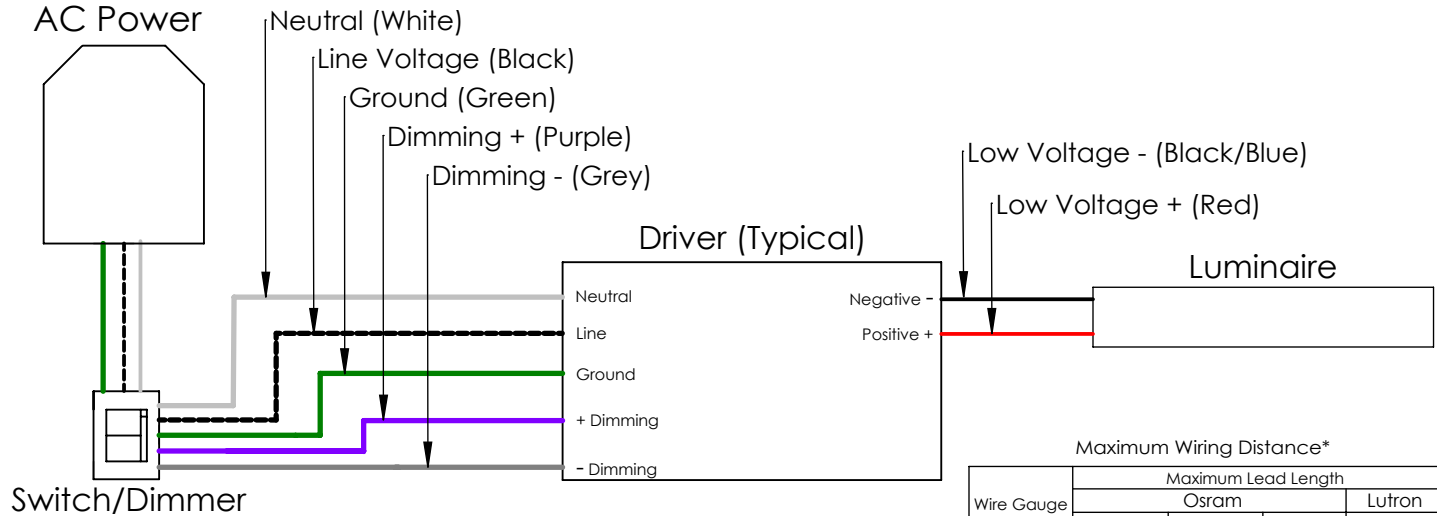 AC Power
Neutral (White)
Line Voltage (Black)
Ground (Green)
Dimming + (Purple)
Dimming - (Grey)
Low Voltage - (Black/Blue)
Low Voltage + (Red)
Driver (Typical)
Luminaire
Neutral
Negative -
Line
Positive +
Ground
+ Dimming
- Dimming
Switch/Dimmer
Maximum Wiring Distance*
Maximum Lead Length
Wire Gauge
Osram
Lutron